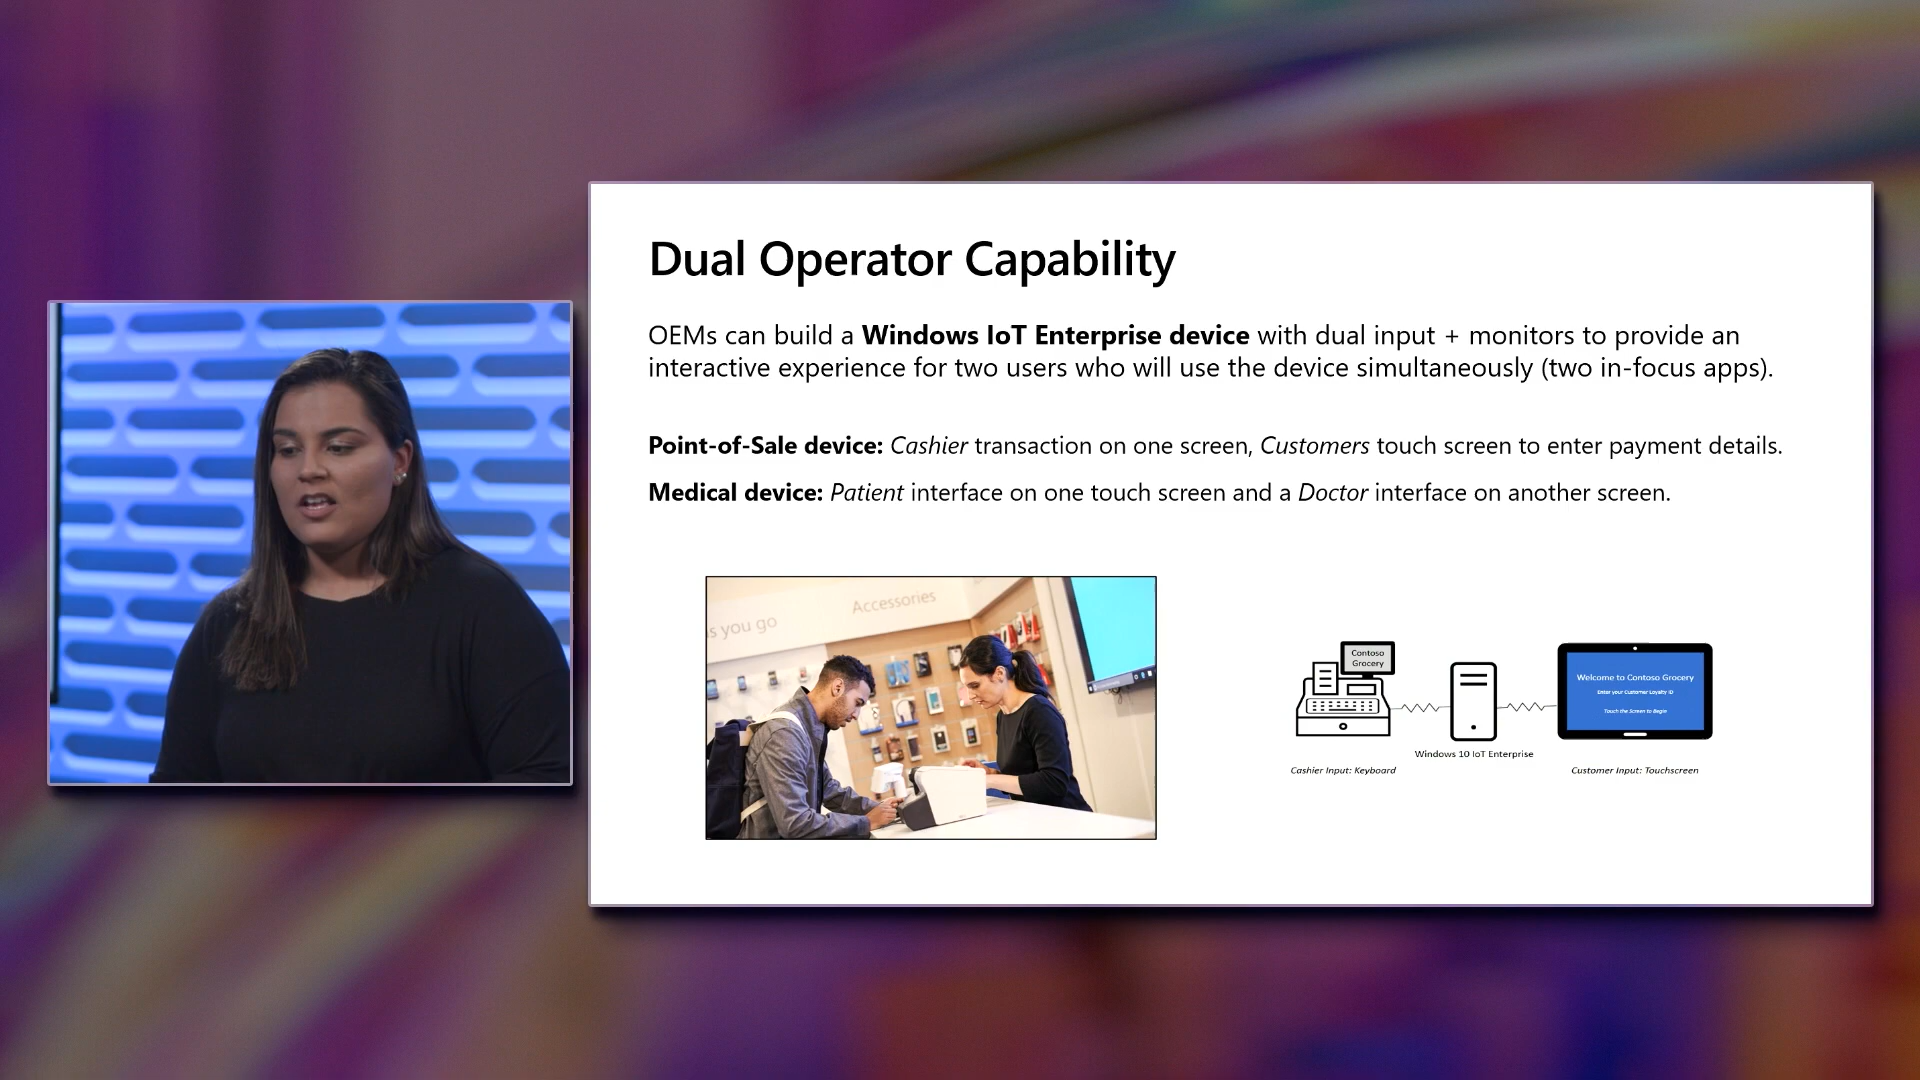 Dual Operator Capability
OEMs can build a Windows IoT Enterprise device with dual input + monitors to provide an
interactive experience for two users who will use the device simultaneously (two in-focus apps).
Point-of-Sale device: Cashier transaction on one screen, Customers touch screen to enter payment details.
Medical device: Patient interface on one touch screen and a Doctor interface on another screen.
s you go
Accessories
Contoso
Grocery
Welcome to Contoso Grocery
Enter your Customer Loyalty ID
Touch the Screen to Begin
Windows 10 IoT Enterprise
Cashier Input: Keyboard
Customer Input: Touchscreen